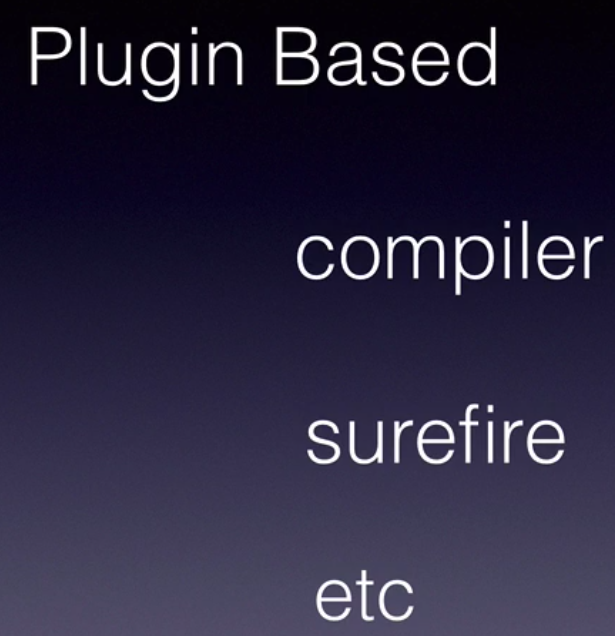 Plugin Based
compiler
surefire
etc